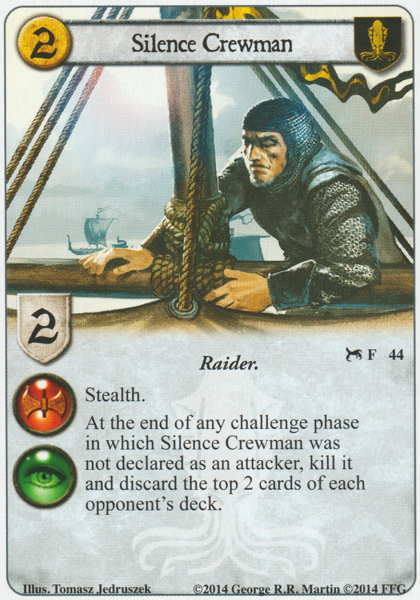 2
Silence Crewman
2
Raider.
F 44
Stealth.
At the end of any challenge phase
in which Silence Crewman was
not declared as an attacker, kill it
and discard the top 2 cards of each
opponent's deck.
Illus. Tomasz Jedruszek ©2014 George R.R. Martin ©2014 FFG